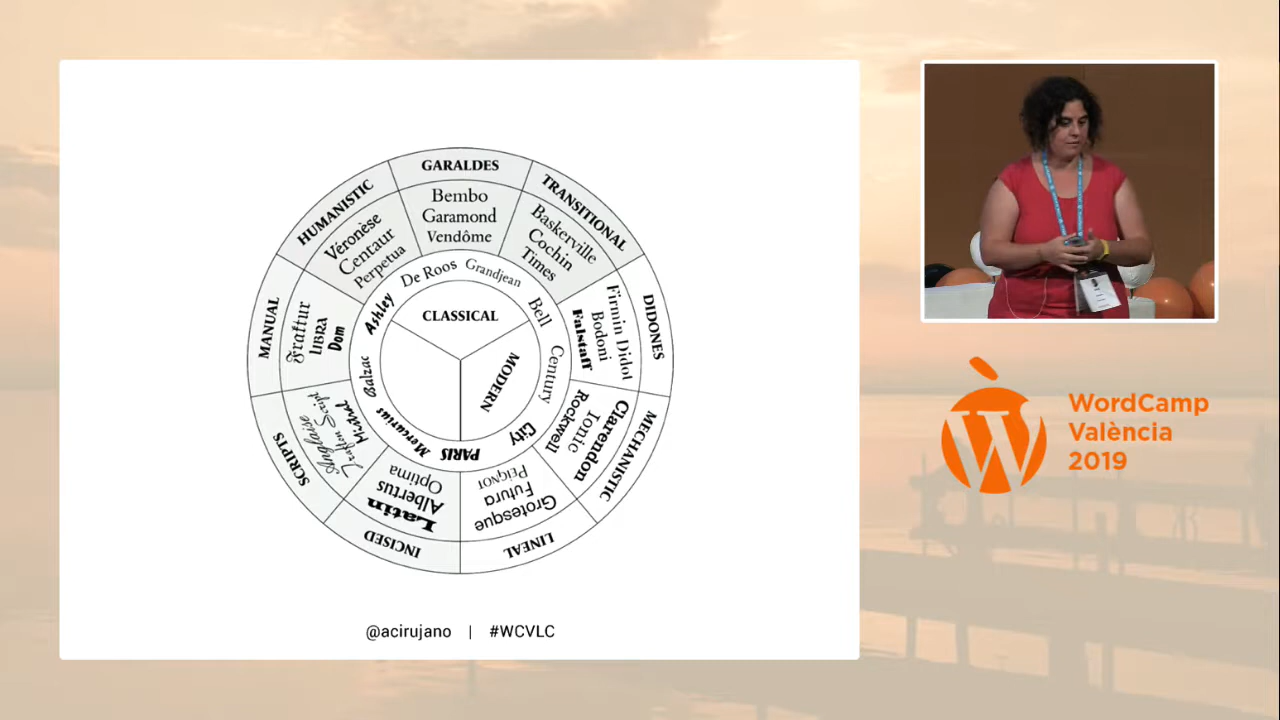 GARALDES
Bembo
Garamond
Vendôme
TRANSITIONAL
Baskerville
Cochin
Times
DIDONES
Firmin Didot
Bodoni
Falstaff
MECHANISTIC
Clarendon
Ionic
Rockwell
LINEAL
Grotesque
Futura
PEIGNOT
INCISED
Latin
Albertus
Optima
SCRIPTS
Anglaise
Trafton Script
Mistral
MANUAL
Fraktur
LIBRA
Dom
HUMANISTIC
Véronèse
Centaur
Perpetua
De Roos
Grandjean
Bell
Century
City
PARIS
Mercurius
Balzac
Ashley
CLASSICAL
MODERN
@acirujano | #WCVLC
WordCamp
València
2019